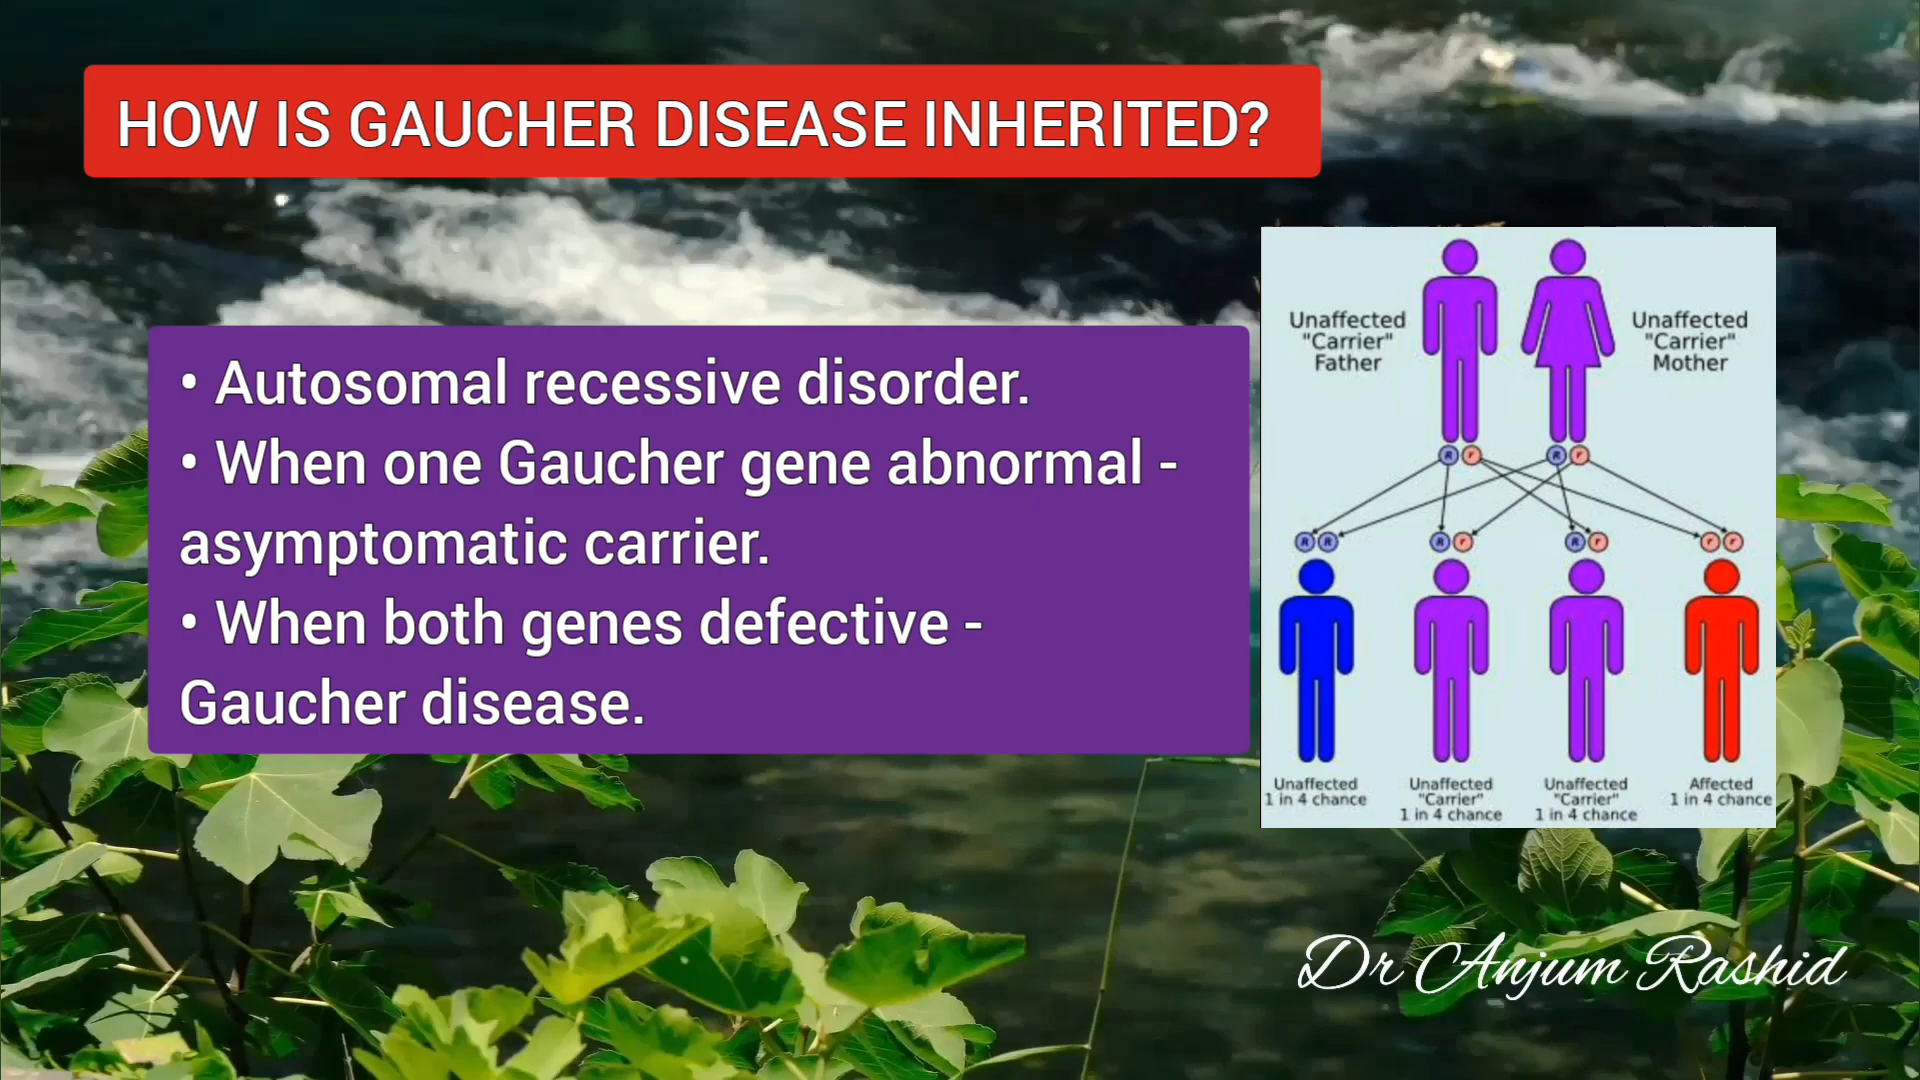 HOW IS GAUCHER DISEASE INHERITED?
• Autosomal recessive disorder.
• When one Gaucher gene abnormal -
asymptomatic carrier.
• When both genes defective -
Gaucher disease.
Unaffected
"Carrier"
Father
Unaffected
"Carrier"
Mother
R r
R r
R R
R r
R r
r r
Unaffected
1 in 4 chance
Unaffected
"Carrier"
1 in 4 chance
Unaffected
"Carrier"
1 in 4 chance
Affected
1 in 4 chance
Dr Anjum Rashid